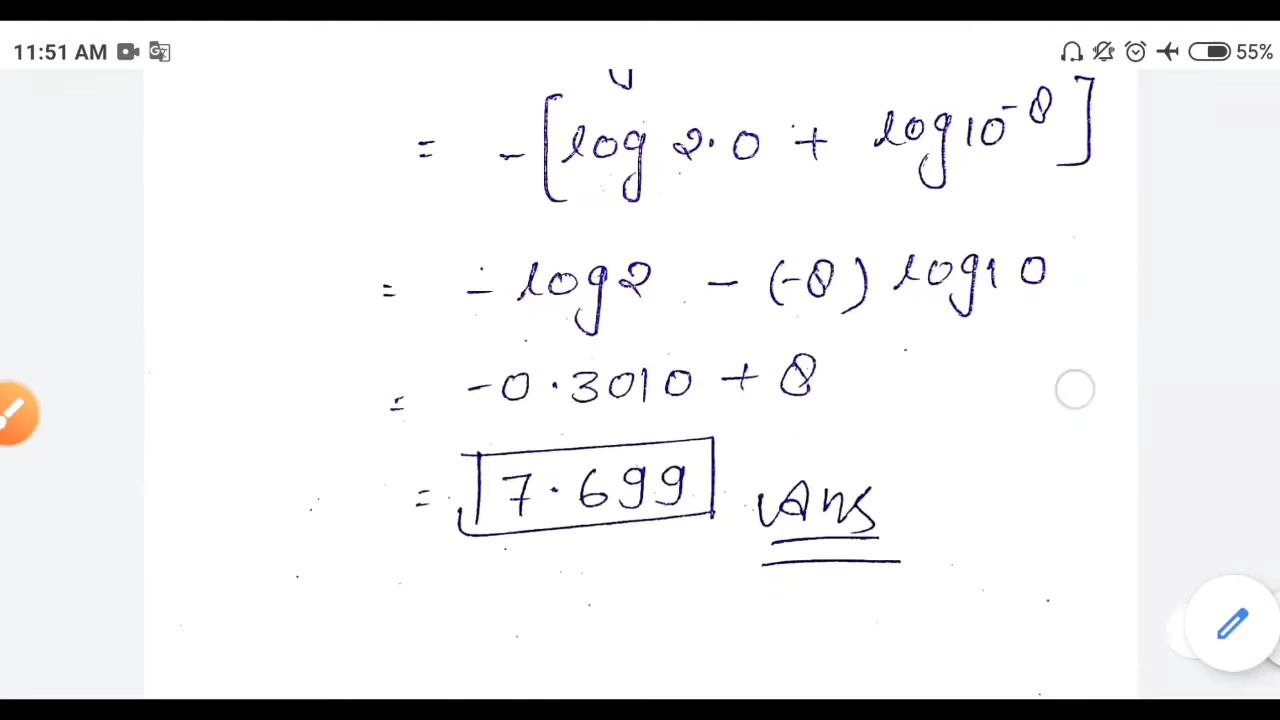 11:51 AM 55%
= -[log 2.0 + log10⁻⁸]
= - log2 - (-8) log10
= -0.3010 + 8
= 7.699 Ans